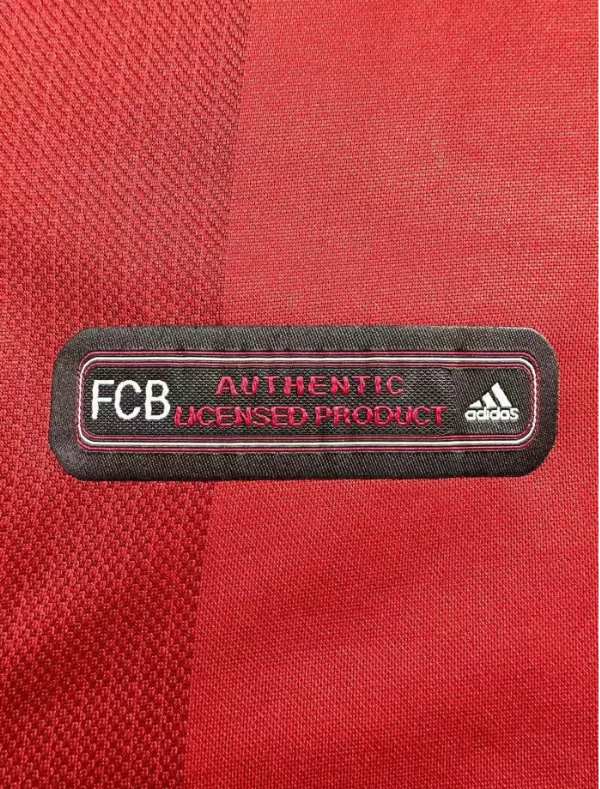 FCB
AUTHENTIC
LICENSED PRODUCT
adidas